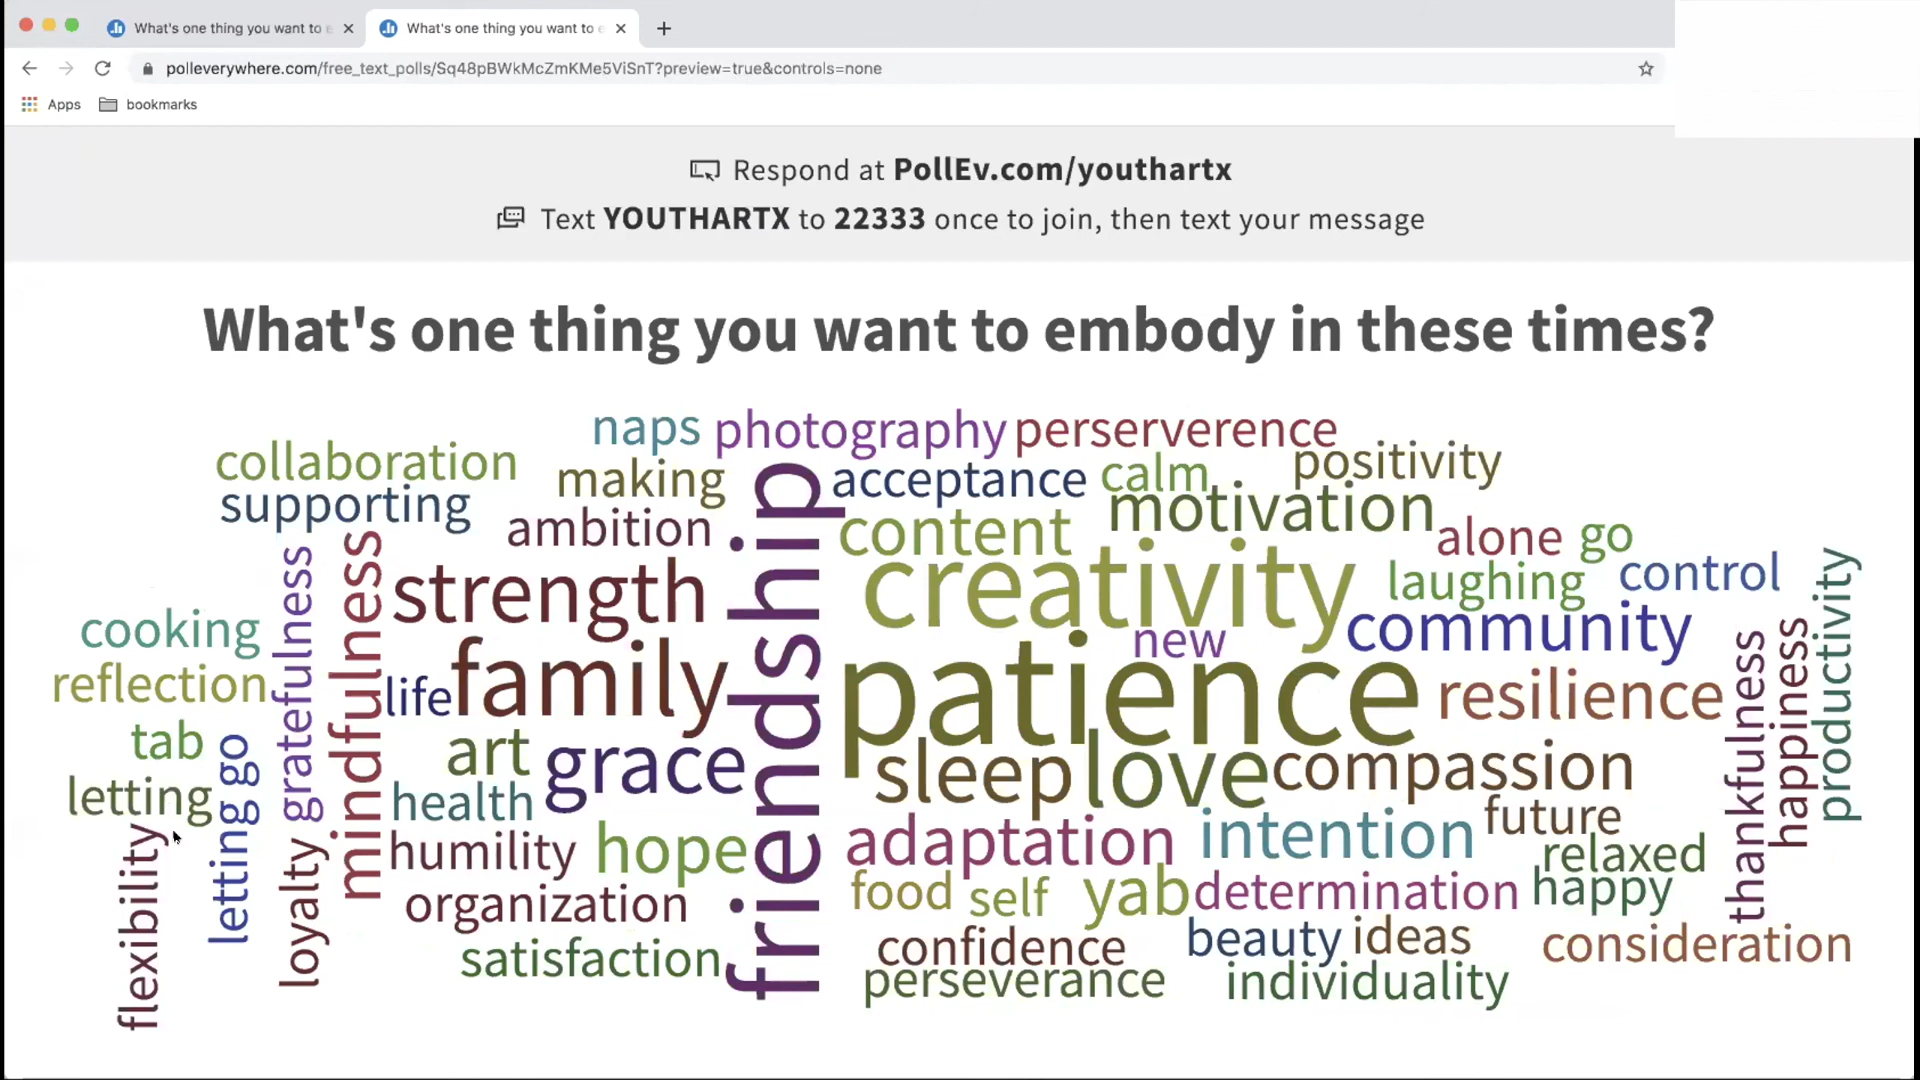 What's one thing you want to e
What's one thing you want to e
polleverywhere.com/free_text_polls/Sq48pBWkMcZmKMe5ViSnT?preview=true&controls=none
Apps
bookmarks
Respond at PollEv.com/youthartx
Text YOUTHARTX to 22333 once to join, then text your message
What's one thing you want to embody in these times?
naps
photography
perserverence
collaboration
making
acceptance
calm
positivity
supporting
ambition
content
motivation
alone
go
strength
friendship
creativity
laughing
control
cooking
gratefulness
mindfulness
new
community
productivity
reflection
life
family
patience
resilience
thankfulness
happiness
tab
art
grace
sleep
love
compassion
letting
letting go
health
future
flexibility
loyalty
humility
hope
adaptation
intention
relaxed
organization
food
self
yab
determination
happy
satisfaction
confidence
beauty
ideas
consideration
perseverance
individuality